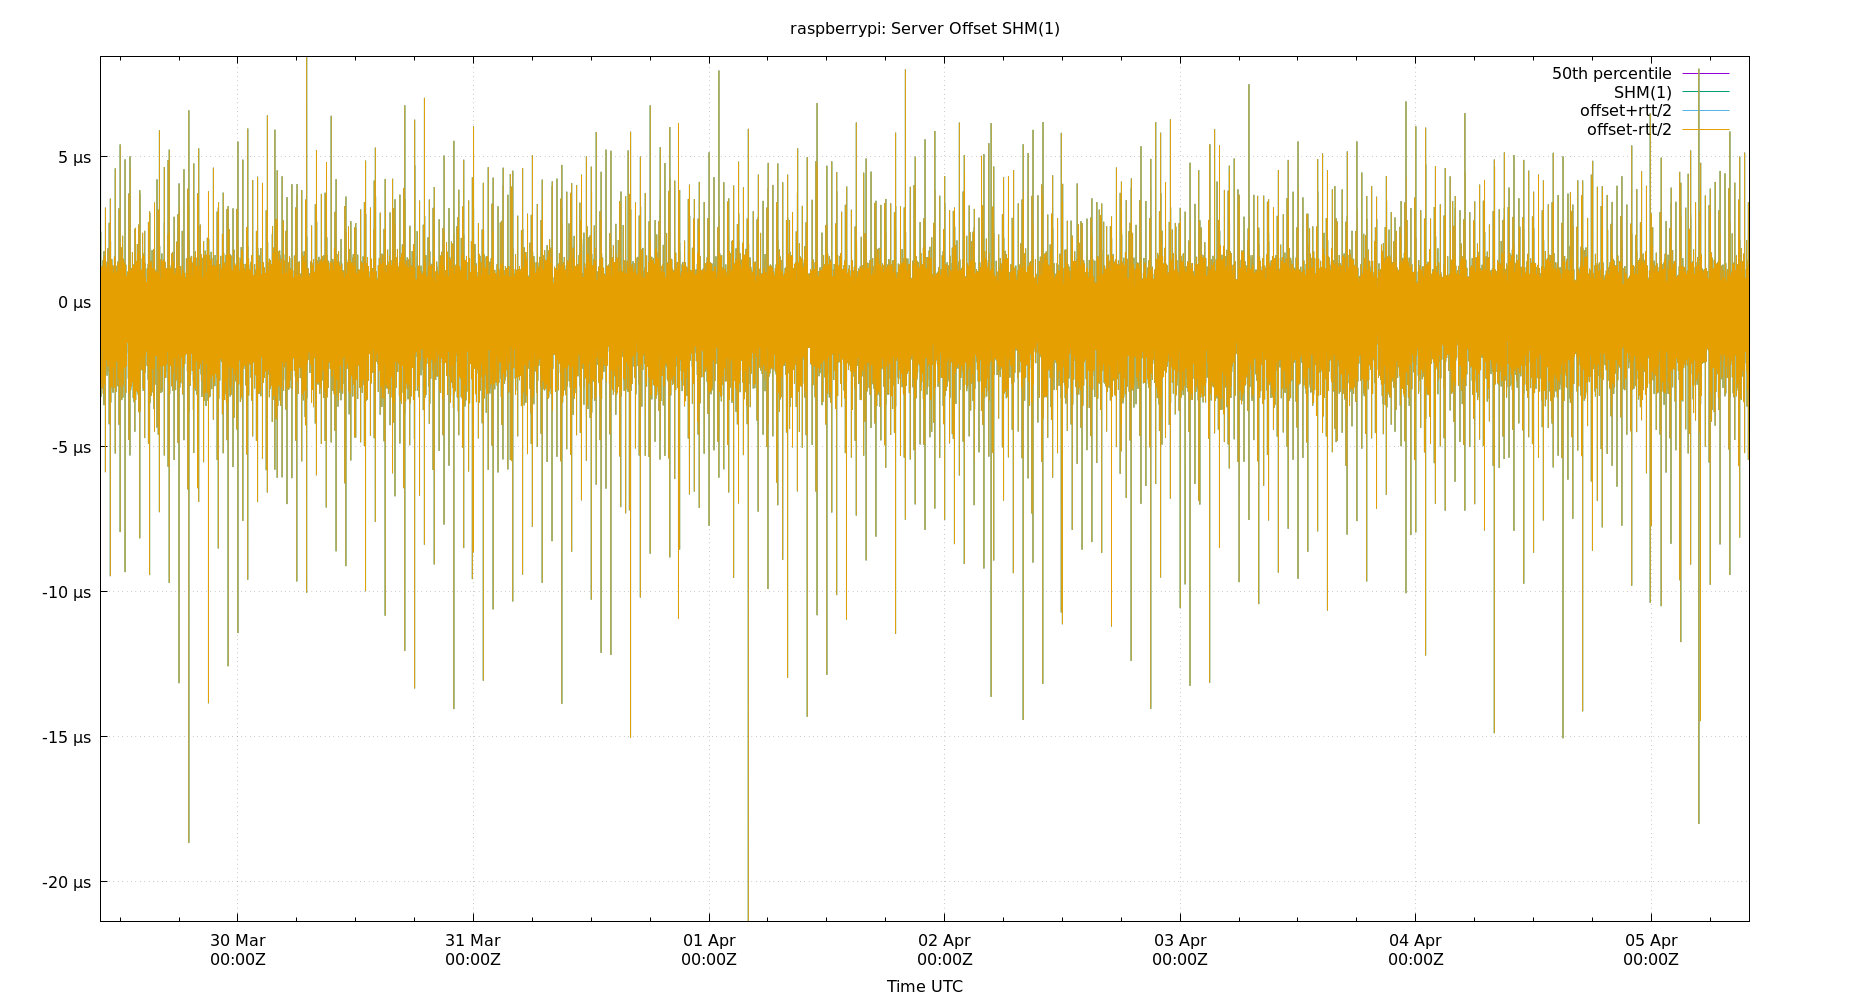 raspberrypi: Server Offset SHM(1)
50th percentile
SHM(1)
offset+rtt/2
offset-rtt/2
5 µs
0 µs
-5 µs
-10 µs
-15 µs
-20 µs
30 Mar 31 Mar 01 Apr 02 Apr 03 Apr 04 Apr 05 Apr
00:00Z 00:00Z 00:00Z 00:00Z 00:00Z 00:00Z 00:00Z
Time UTC